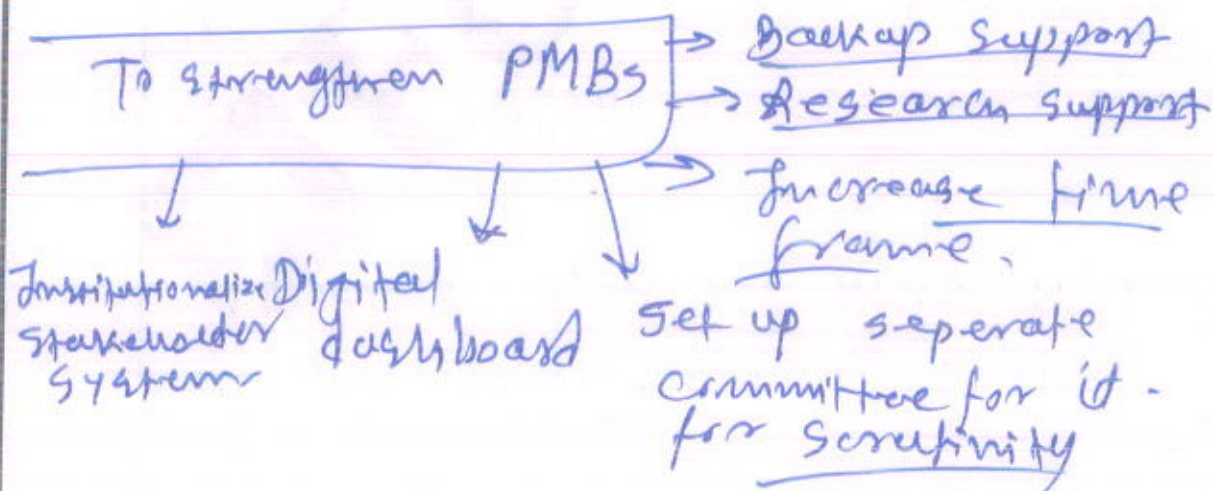 To strengthen PMBs
Backup Support
Research Support
Increase time
frame.
Institutionalize
stakeholder
system
Digital
dashboard
Set up seperate
committee for it -
for Scrutinity